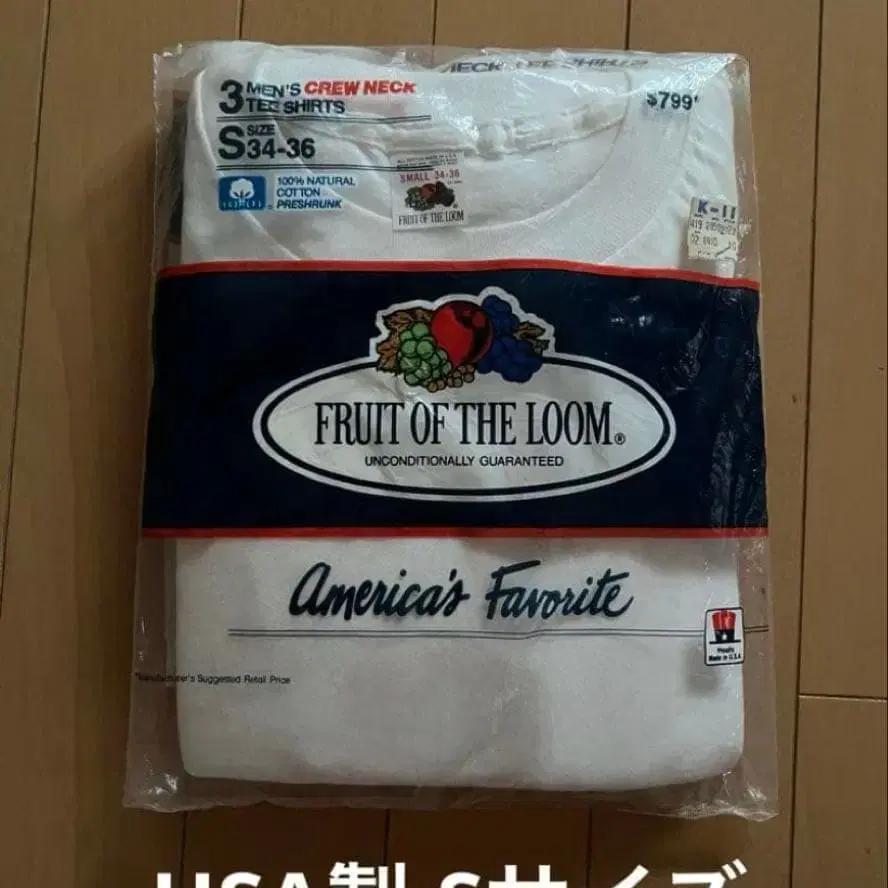 3 MEN'S CREW NECK
TEE SHIRTS
$799*
S SIZE
34-36
100% NATURAL
COTTON
PRESHRUNK
SMALL 34-36
FRUIT OF THE LOOM
K-11
FRUIT OF THE LOOM®
UNCONDITIONALLY GUARANTEED
America's Favorite
Proudly
Made in U.S.A.
*Manufacturer's Suggested Retail Price
USA製 Sサイズ